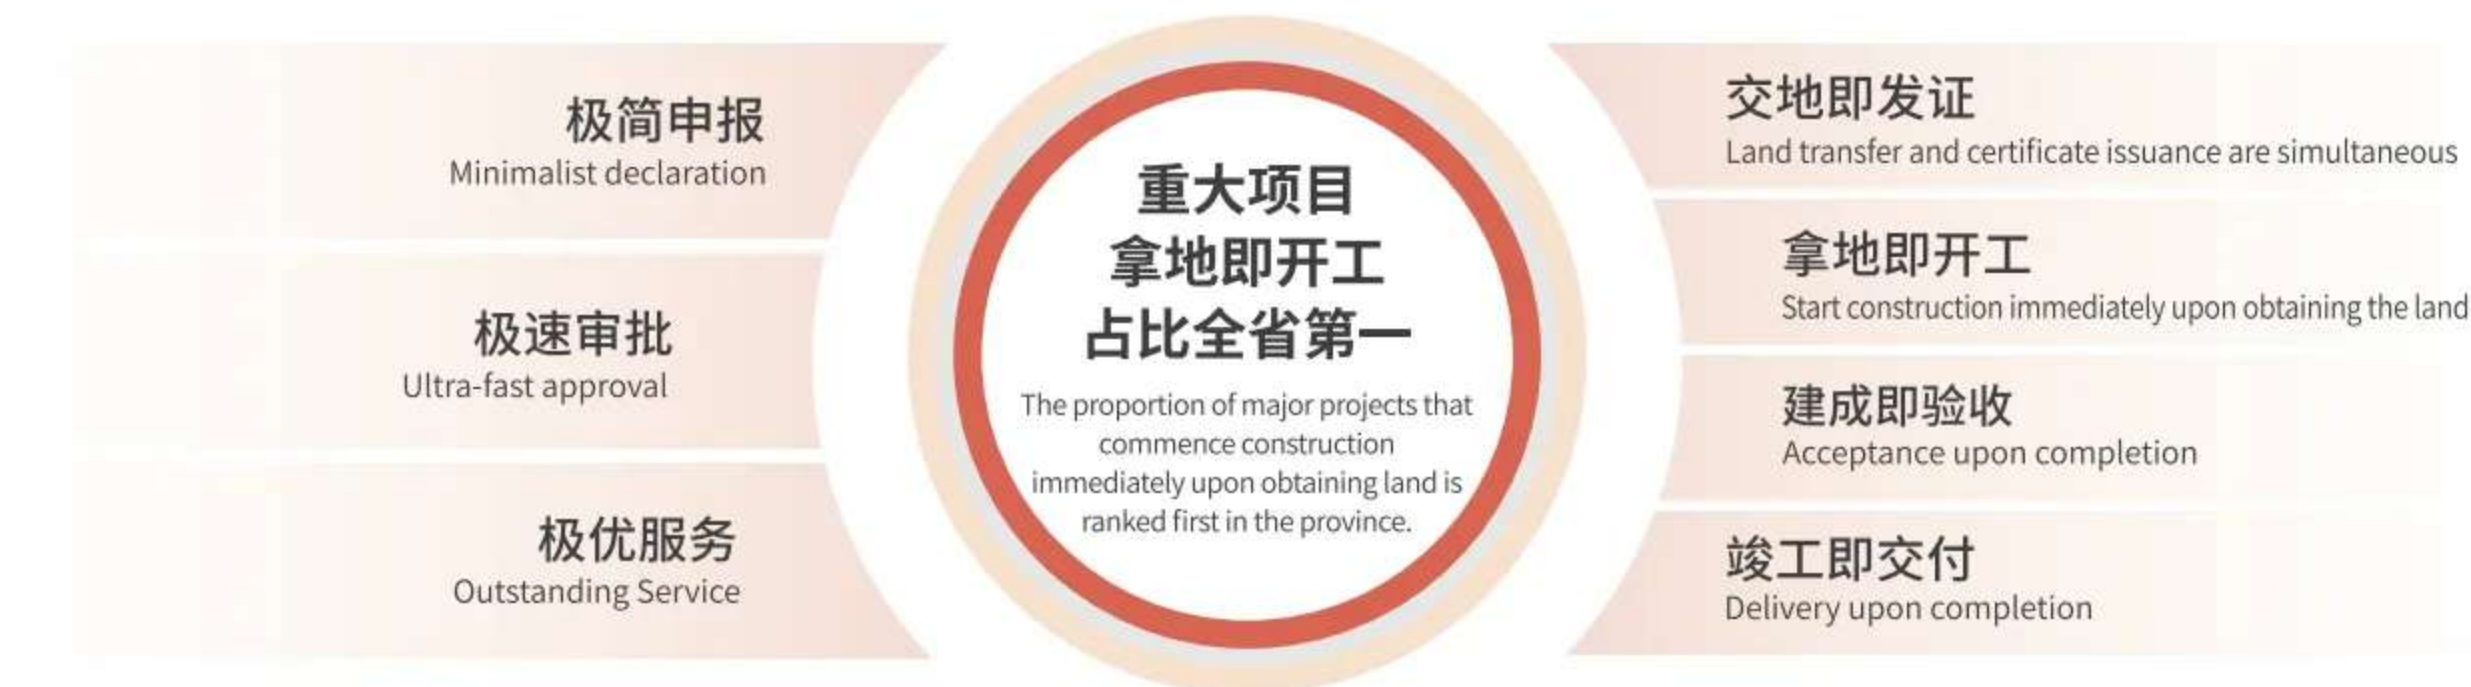 极简申报
Minimalist declaration
极速审批
Ultra-fast approval
极优服务
Outstanding Service
重大项目
拿地即开工
占比全省第一
The proportion of major projects that
commence construction
immediately upon obtaining land is
ranked first in the province.
交地即发证
Land transfer and certificate issuance are simultaneous
拿地即开工
Start construction immediately upon obtaining the land
建成即验收
Acceptance upon completion
竣工即交付
Delivery upon completion